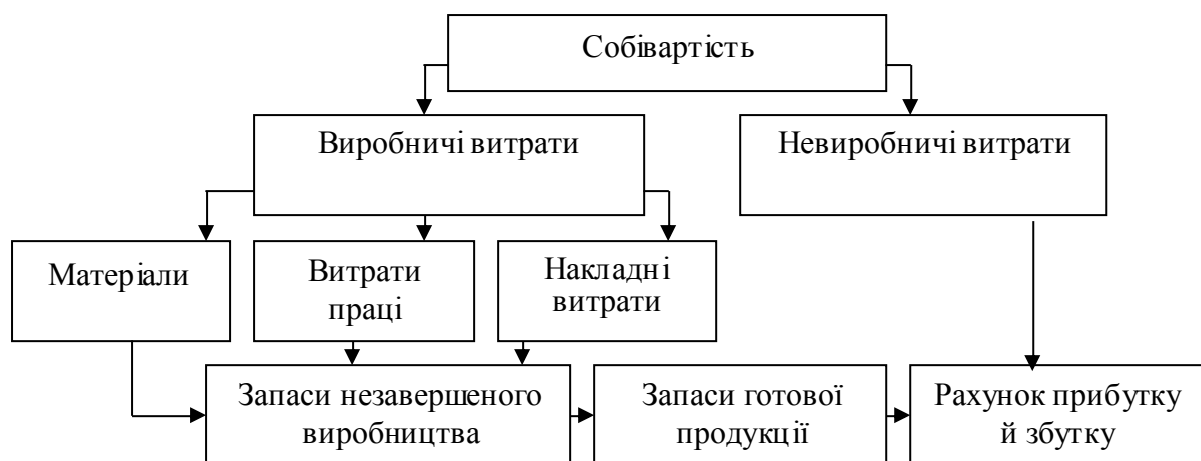 Собівартість
Виробничі витрати
Невиробничі витрати
Матеріали
Витрати
праці
Накладні
витрати
Запаси незавершеного
виробництва
Запаси готової
продукції
Рахунок прибутку
й збутку